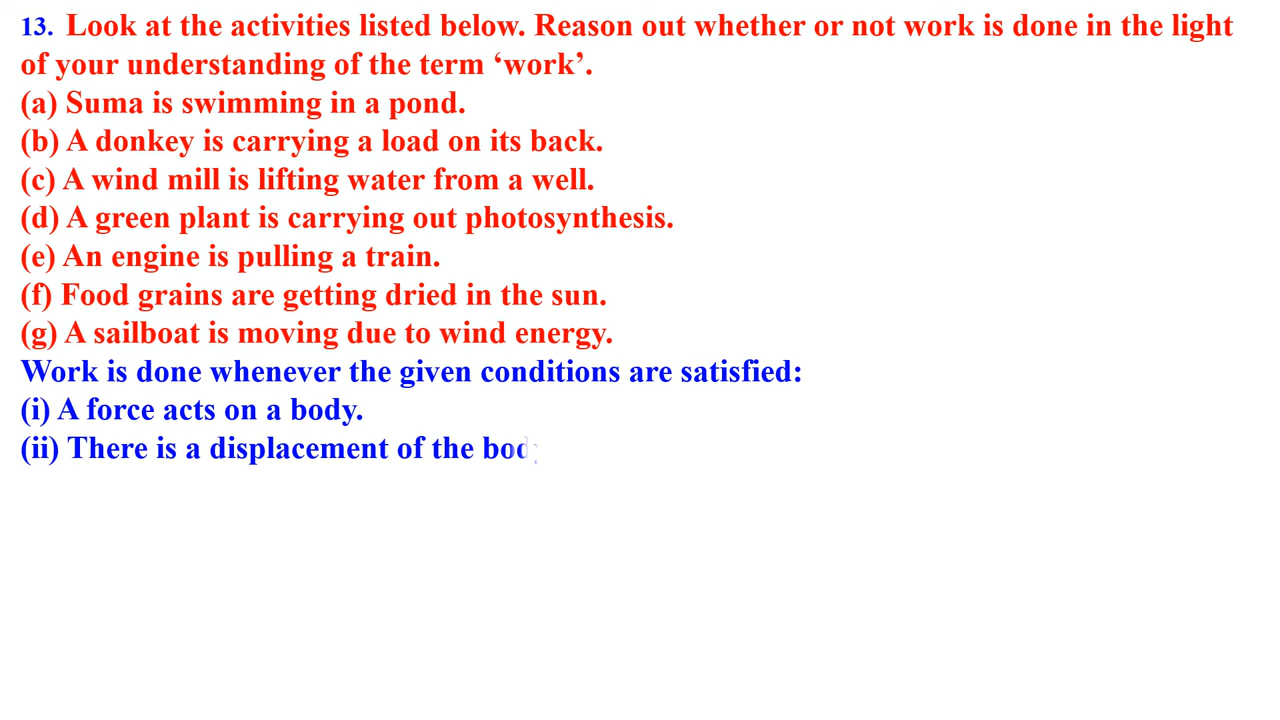 13. Look at the activities listed below. Reason out whether or not work is done in the light
of your understanding of the term ‘work’.
(a) Suma is swimming in a pond.
(b) A donkey is carrying a load on its back.
(c) A wind mill is lifting water from a well.
(d) A green plant is carrying out photosynthesis.
(e) An engine is pulling a train.
(f) Food grains are getting dried in the sun.
(g) A sailboat is moving due to wind energy.
Work is done whenever the given conditions are satisfied:
(i) A force acts on a body.
(ii) There is a displacement of the body